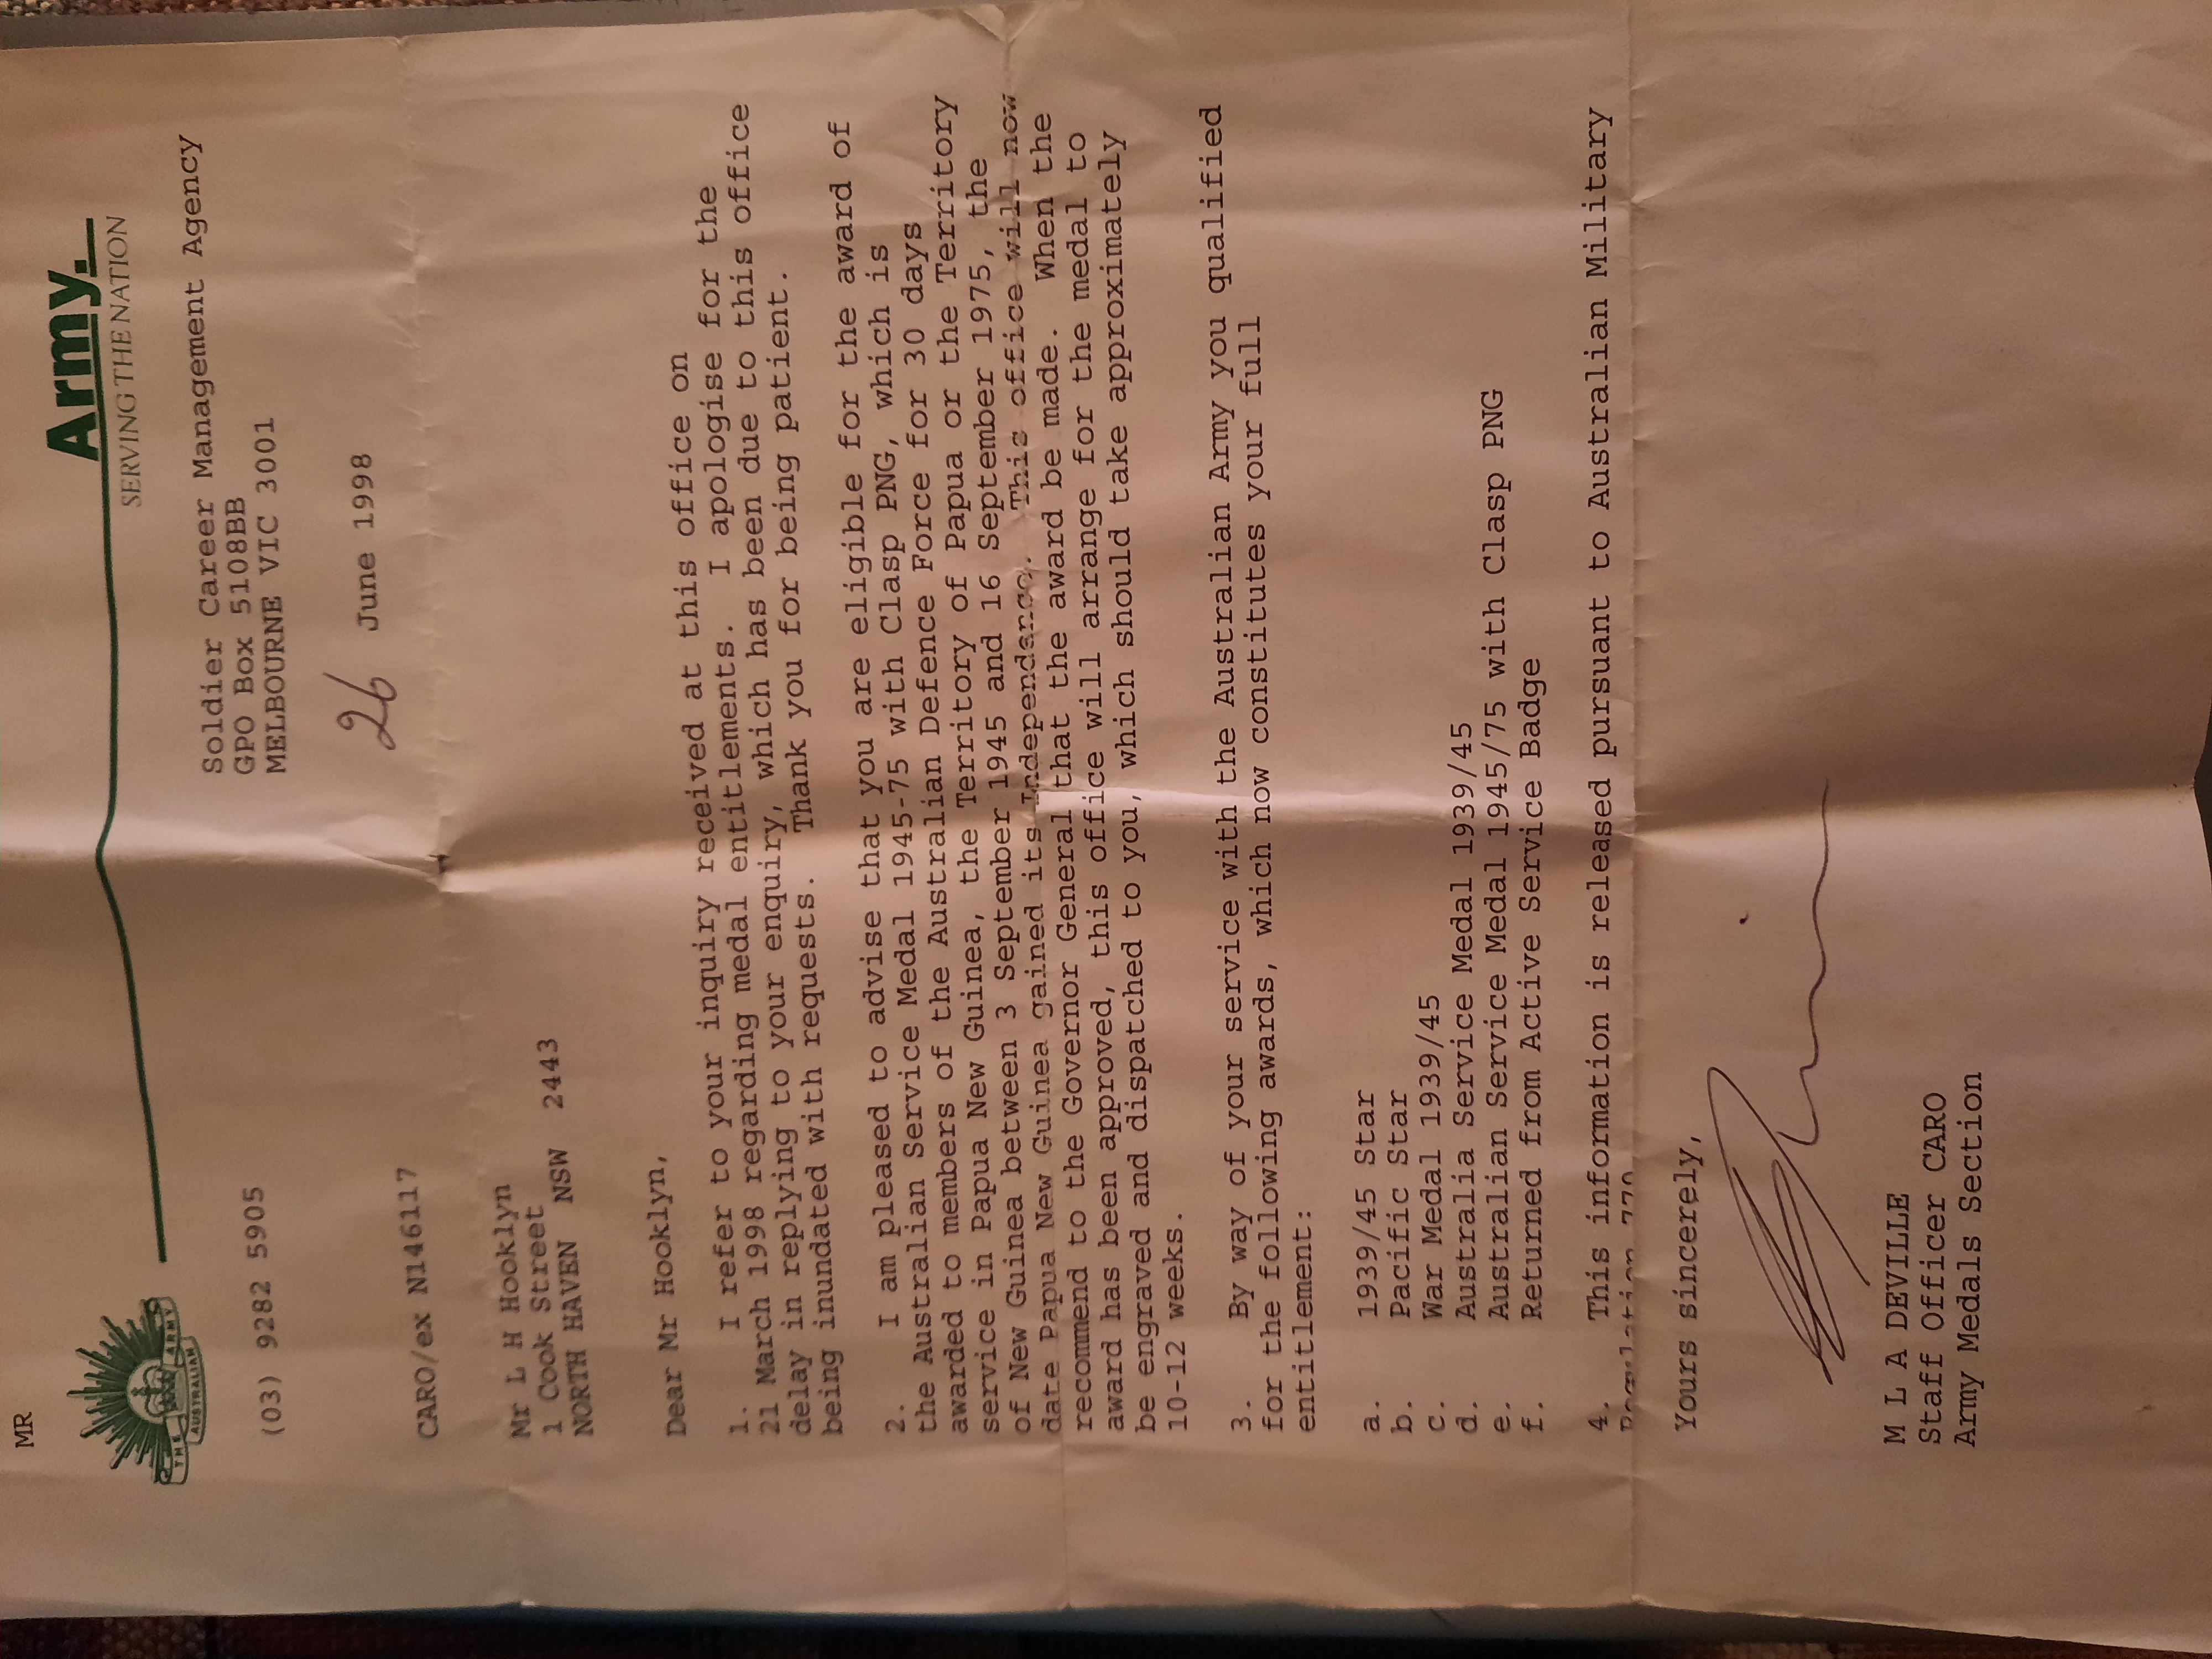 MR
Army.
SERVING THE NATION
THE AUSTRALIAN ARMY
(03) 9282 5905
Soldier Career Management Agency
GPO Box 5108BB
MELBOURNE VIC 3001
26 June 1998
CARO/ex N146117
Mr L H Hooklyn
1 Cook Street
NORTH HAVEN NSW 2443
Dear Mr Hooklyn,
1. I refer to your inquiry received at this office on
21 March 1998 regarding medal entitlements. I apologise for the
delay in replying to your enquiry, which has been due to this office
being inundated with requests. Thank you for being patient.
2. I am pleased to advise that you are eligible for the award of
the Australian Service Medal 1945-75 with Clasp PNG, which is
awarded to members of the Australian Defence Force for 30 days
service in Papua New Guinea, the Territory of Papua or the Territory
of New Guinea between 3 September 1945 and 16 September 1975, the
date Papua New Guinea gained its Independence. This office will now
recommend to the Governor General that the award be made. When the
award has been approved, this office will arrange for the medal to
be engraved and dispatched to you, which should take approximately
10-12 weeks.
3. By way of your service with the Australian Army you qualified
for the following awards, which now constitutes your full
entitlement:
a. 1939/45 Star
b. Pacific Star
c. War Medal 1939/45
d. Australia Service Medal 1939/45
e. Australian Service Medal 1945/75 with Clasp PNG
f. Returned from Active Service Badge
4. This information is released pursuant to Australian Military
Regulation 770
Yours sincerely,
M L A DEVILLE
Staff Officer CARO
Army Medals Section